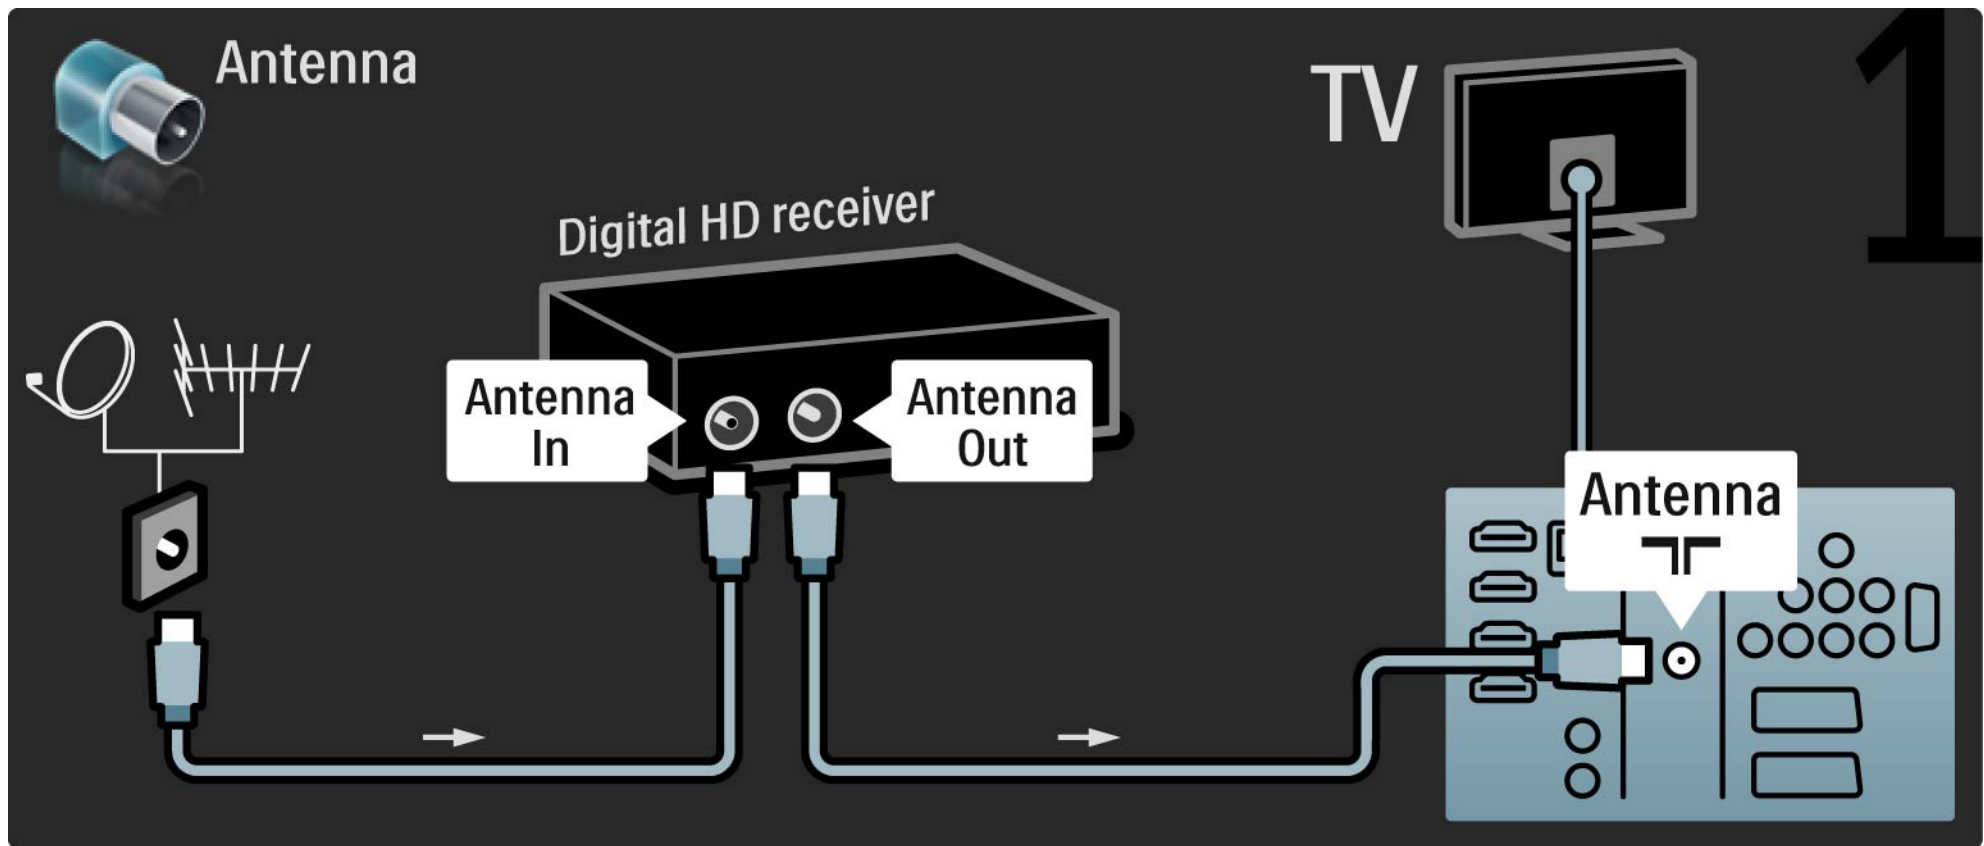 Antenna
TV
1
Digital HD receiver
Antenna
In
Antenna
Out
Antenna